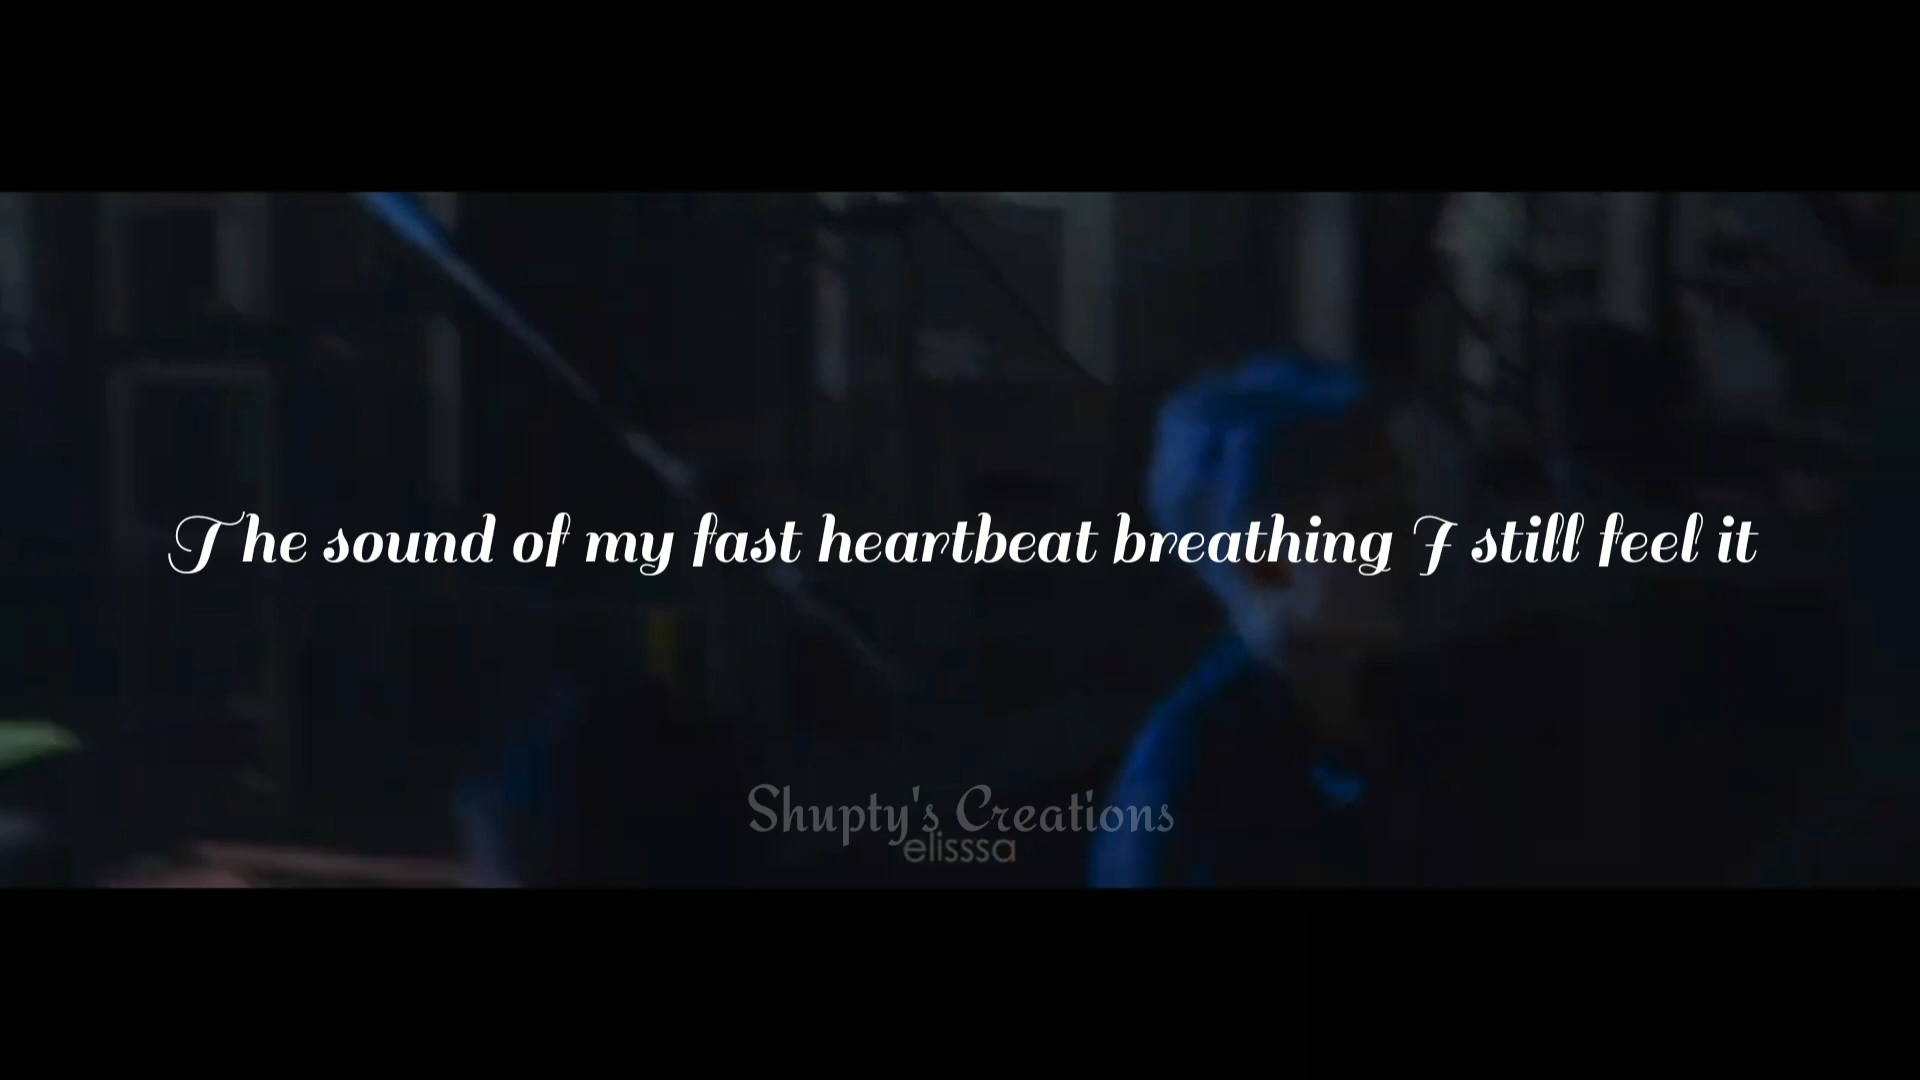 The sound of my fast heartbeat breathing I still feel it
Shupty's Creations
elisssa